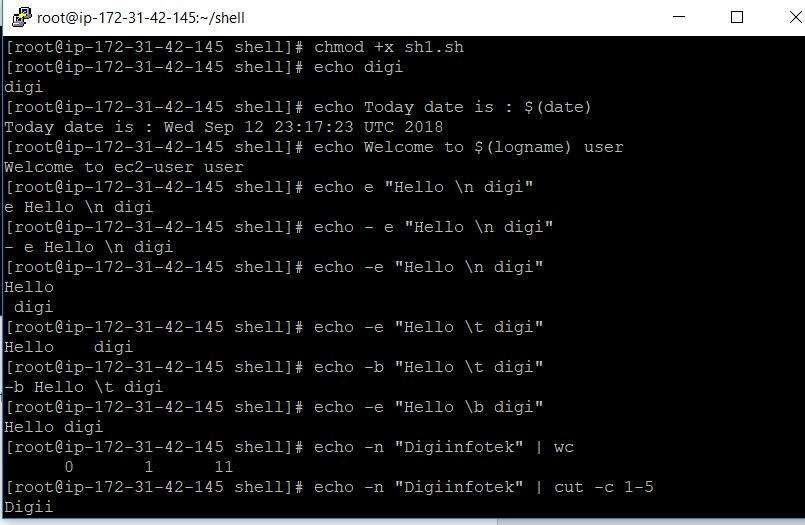 root@ip-172-31-42-145:~/shell
[root@ip-172-31-42-145 shell]# chmod +x sh1.sh
[root@ip-172-31-42-145 shell]# echo digi
digi
[root@ip-172-31-42-145 shell]# echo Today date is : $(date)
Today date is : Wed Sep 12 23:17:23 UTC 2018
[root@ip-172-31-42-145 shell]# echo Welcome to $(logname) user
Welcome to ec2-user user
[root@ip-172-31-42-145 shell]# echo e "Hello \n digi"
e Hello \n digi
[root@ip-172-31-42-145 shell]# echo - e "Hello \n digi"
- e Hello \n digi
[root@ip-172-31-42-145 shell]# echo -e "Hello \n digi"
Hello
 digi
[root@ip-172-31-42-145 shell]# echo -e "Hello \t digi"
Hello    digi
[root@ip-172-31-42-145 shell]# echo -b "Hello \t digi"
-b Hello \t digi
[root@ip-172-31-42-145 shell]# echo -e "Hello \b digi"
Hello digi
[root@ip-172-31-42-145 shell]# echo -n "Digiinfotek" | wc
      0       1      11
[root@ip-172-31-42-145 shell]# echo -n "Digiinfotek" | cut -c 1-5
Digii